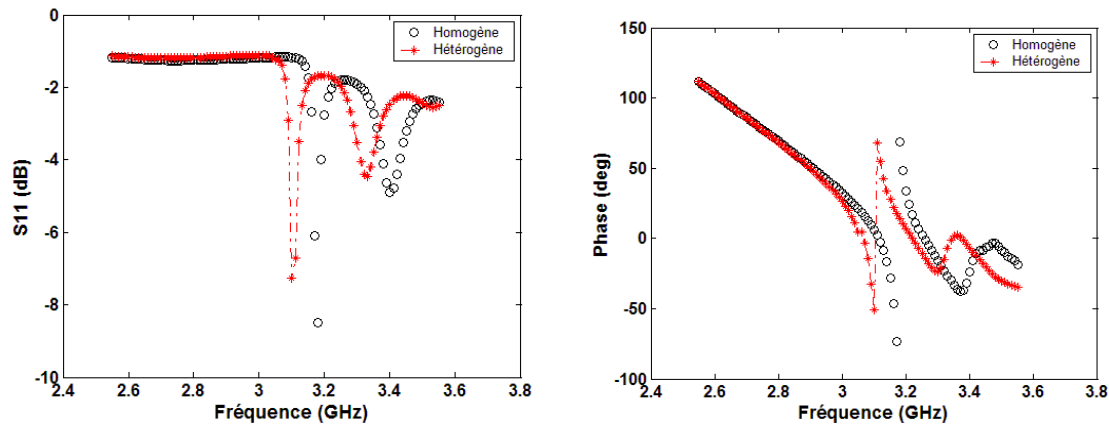 0
-2
-4
-6
-8
-10
2.4 2.6 2.8 3 3.2 3.4 3.6 3.8
S11 (dB)
Fréquence (GHz)
Homogène
Hétérogène
150
100
50
0
-50
-100
2.4 2.6 2.8 3 3.2 3.4 3.6 3.8
Phase (deg)
Fréquence (GHz)
Homogène
Hétérogène